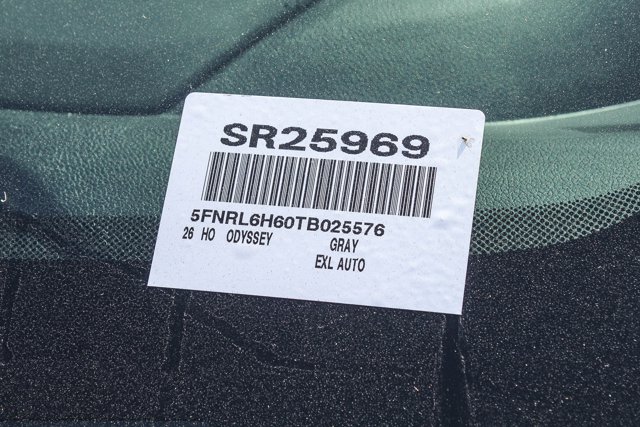 SR25969
5FNRL6H60TB025576
26 HO ODYSSEY GRAY
EXL AUTO